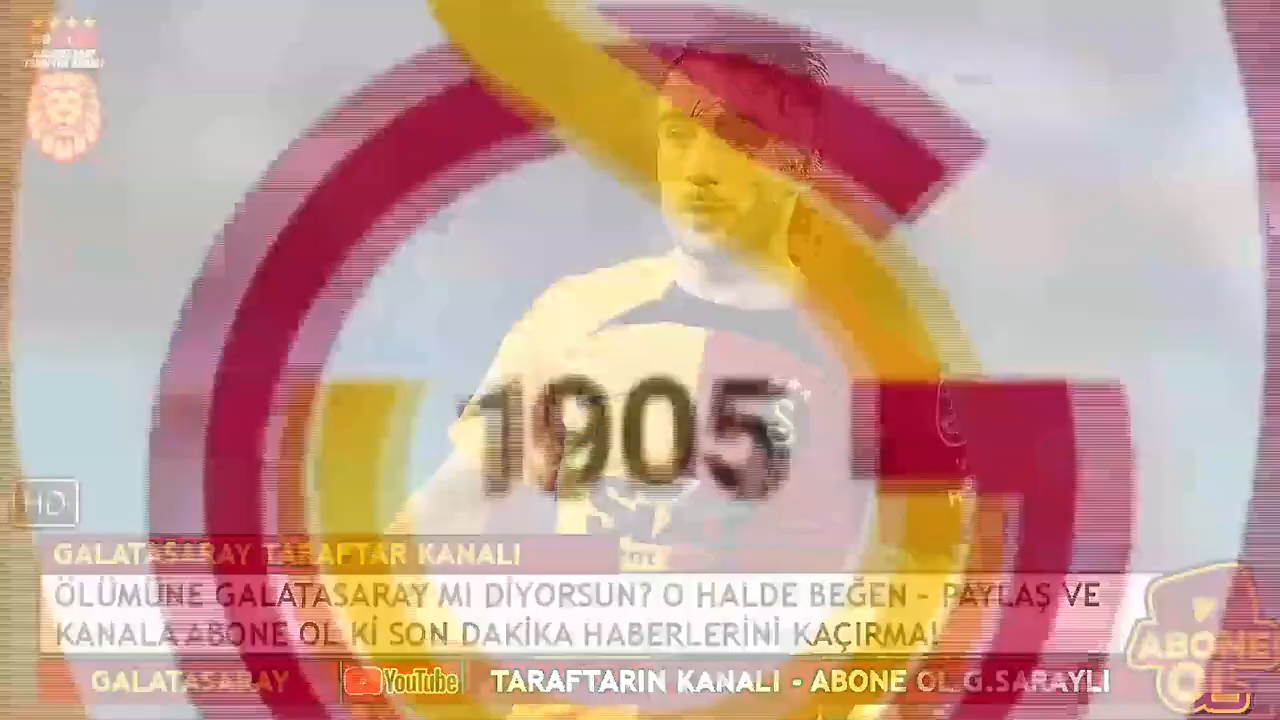 HD
1905
GALATASARAY TARAFTAR KANALI
ÖLÜMÜNE GALATASARAY MI DİYORSUN? O HALDE BEĞEN - PAYLAŞ VE
KANALA ABONE OL Kİ SON DAKİKA HABERLERİNİ KAÇIRMA!
GALATASARAY YouTube TARAFTARIN KANALI - ABONE OL G.SARAYLI
ABONE